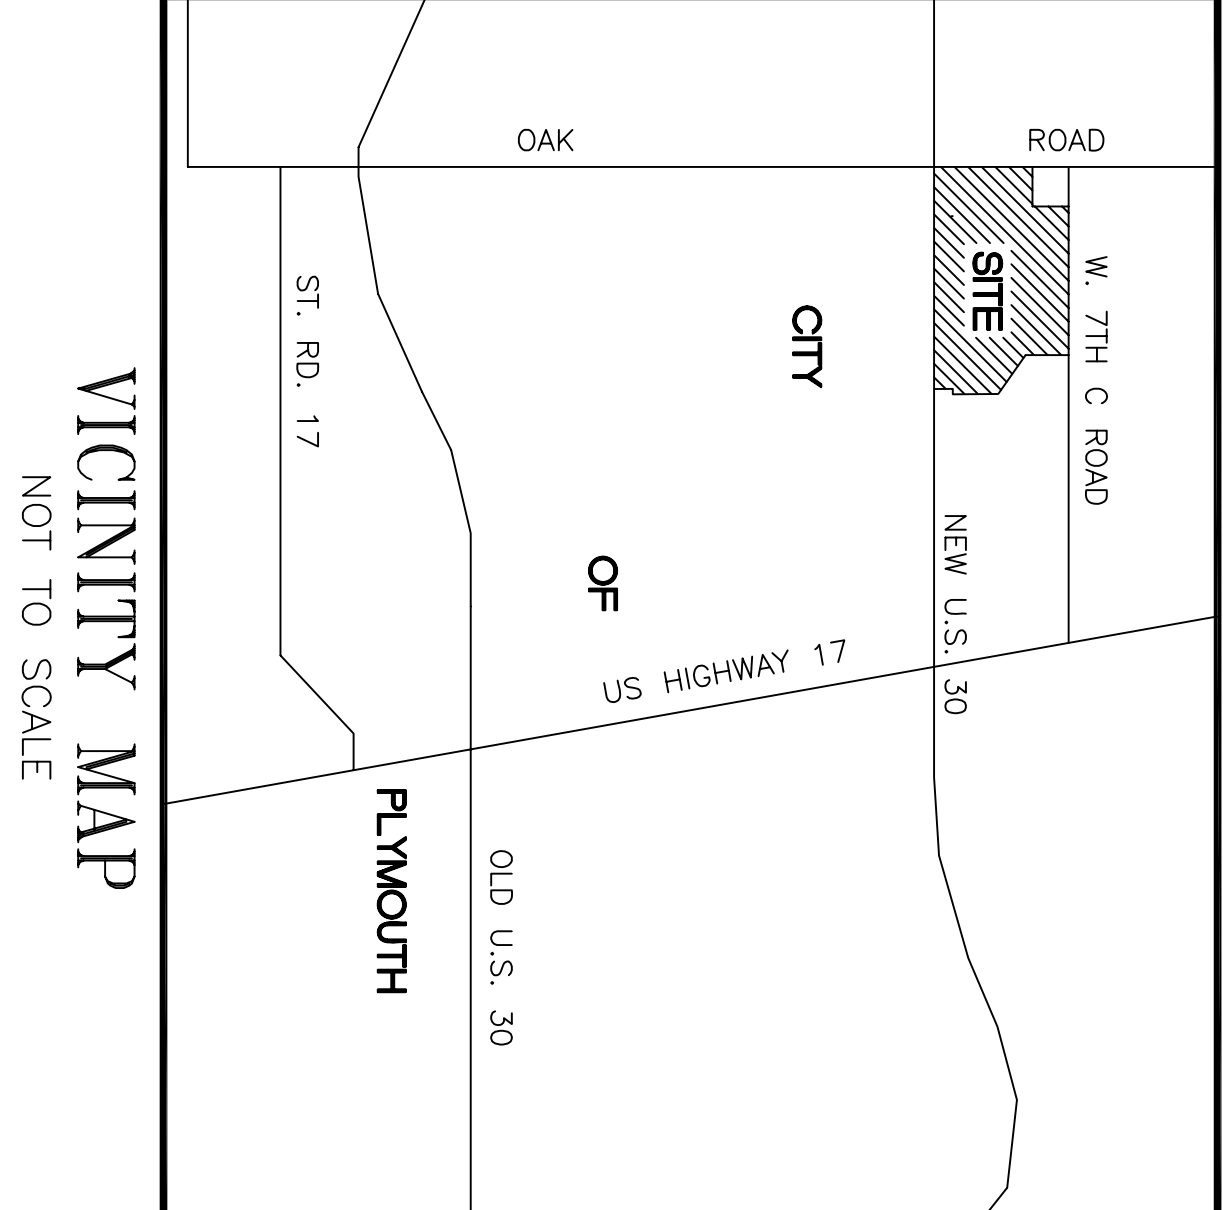 OAK ROAD
W. 7TH C ROAD
SITE
NEW U.S. 30
CITY
OF
US HIGHWAY 17
PLYMOUTH
OLD U.S. 30
ST. RD. 17
VICINITY MAP
NOT TO SCALE